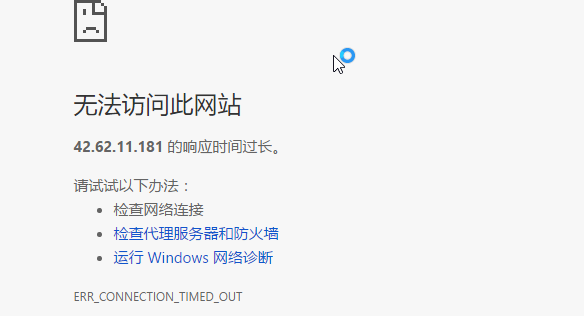 无法访问此网站
42.62.11.181 的响应时间过长。
请试试以下办法：
检查网络连接
检查代理服务器和防火墙
运行 Windows 网络诊断
ERR_CONNECTION_TIMED_OUT